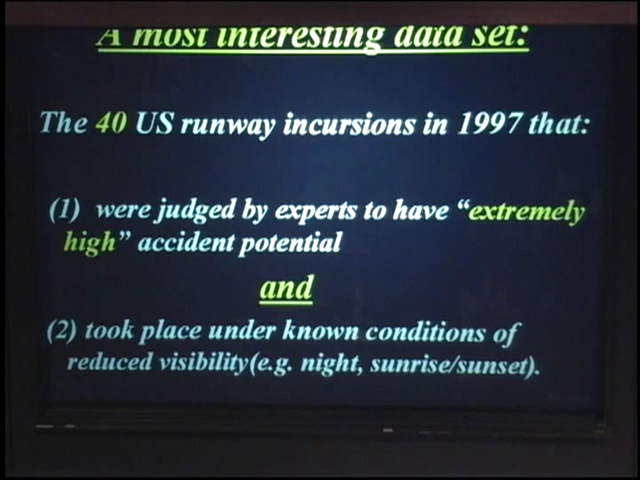 A most interesting data set:
The 40 US runway incursions in 1997 that:
(1) were judged by experts to have “extremely
high” accident potential
and
(2) took place under known conditions of
reduced visibility(e.g. night, sunrise/sunset).